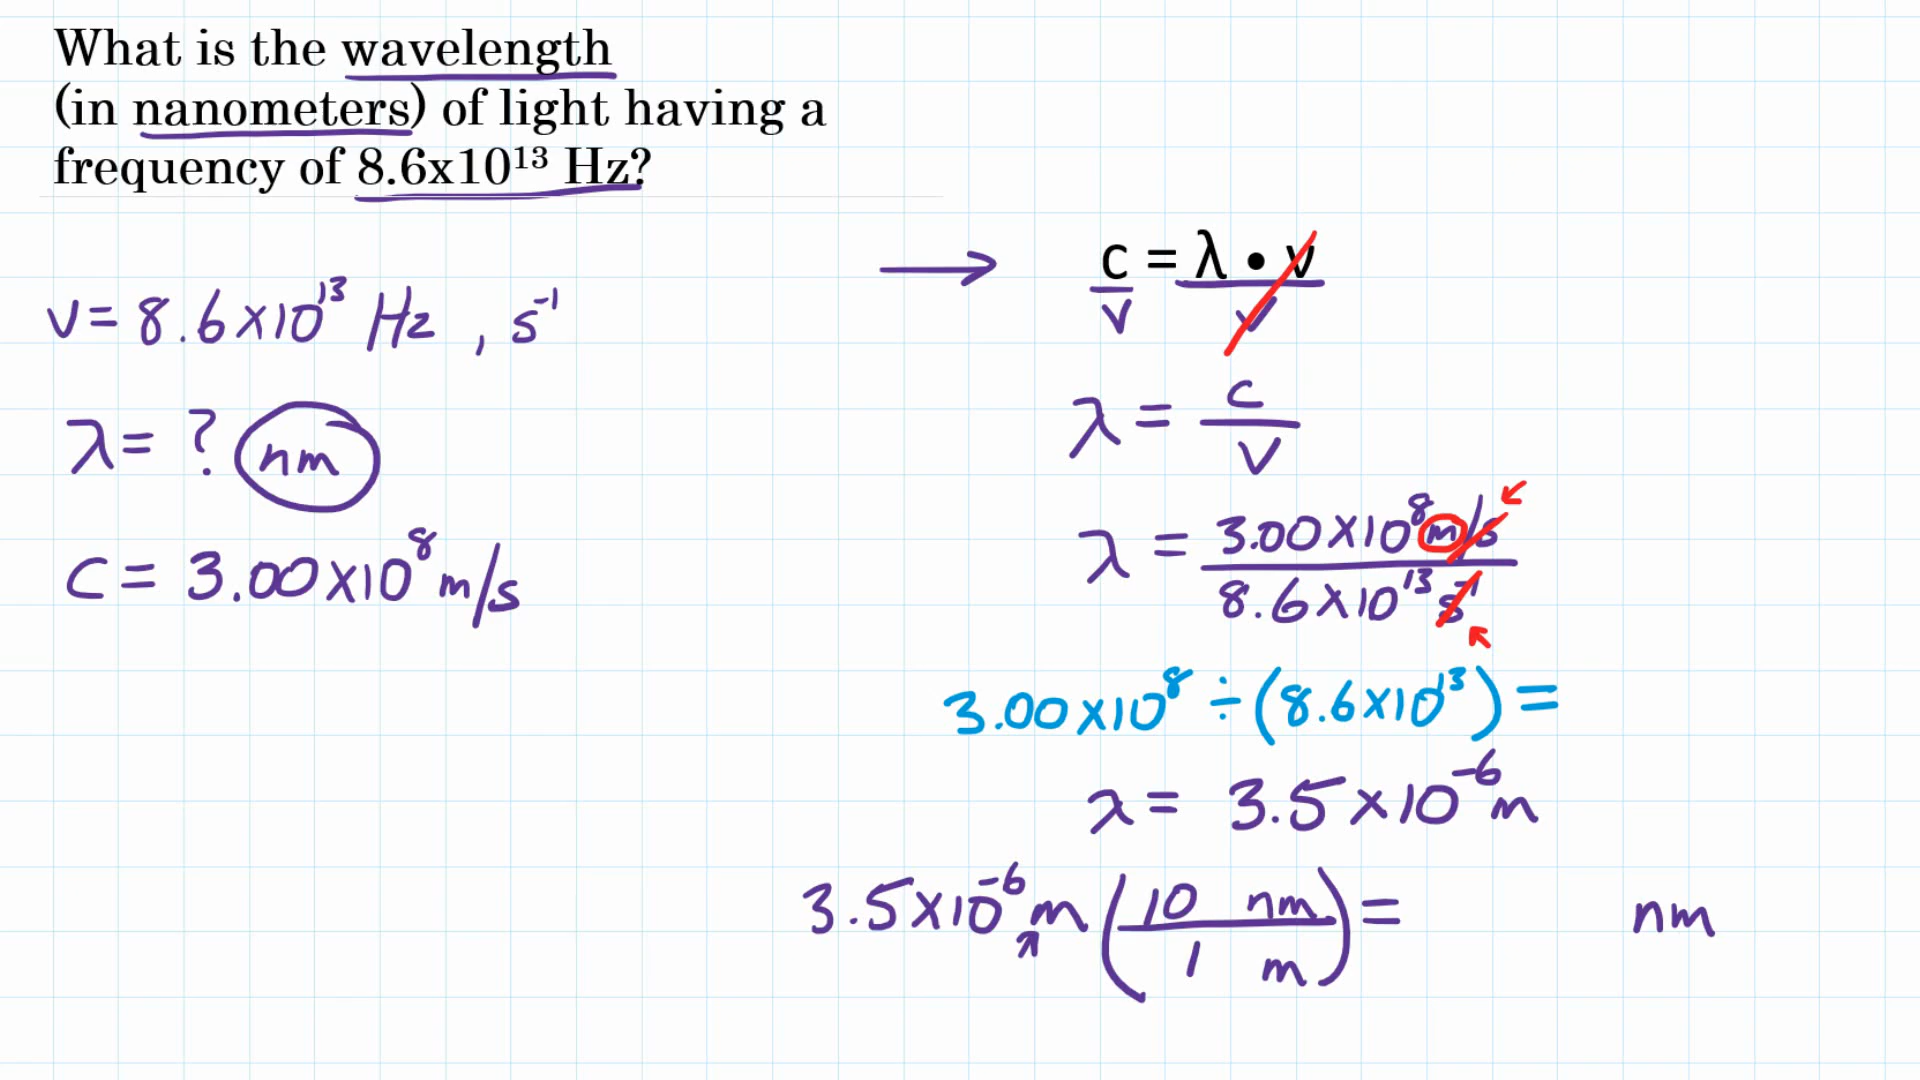 What is the wavelength
(in nanometers) of light having a
frequency of 8.6x10¹³ Hz?
ν = 8.6x10¹³ Hz , s⁻¹
λ = ? nm
c = 3.00x10⁸ m/s
c = λ • ν
ν ν
λ = c
ν
λ = 3.00x10⁸ m/s
8.6x10¹³ s⁻¹
3.00x10⁸ ÷ (8.6x10¹³) =
λ = 3.5x10⁻⁶ m
3.5x10⁻⁶ m (10 nm) = nm
1 m